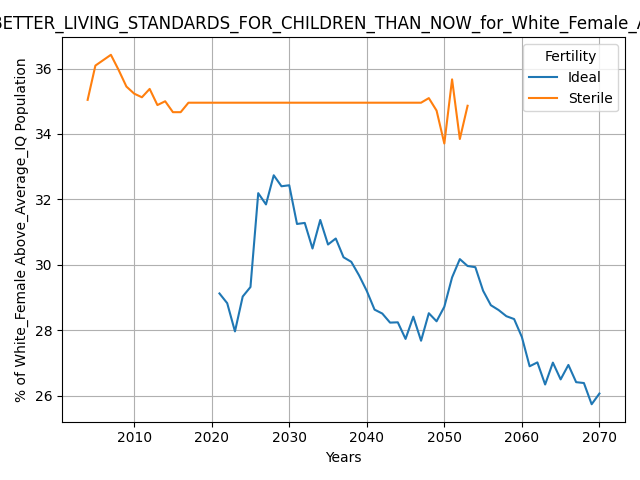 BETTER_LIVING_STANDARDS_FOR_CHILDREN_THAN_NOW_for_White_Female_A
Fertility
Ideal
Sterile
% of White_Female Above_Average_IQ Population
36
34
32
30
28
26
2010 2020 2030 2040 2050 2060 2070
Years